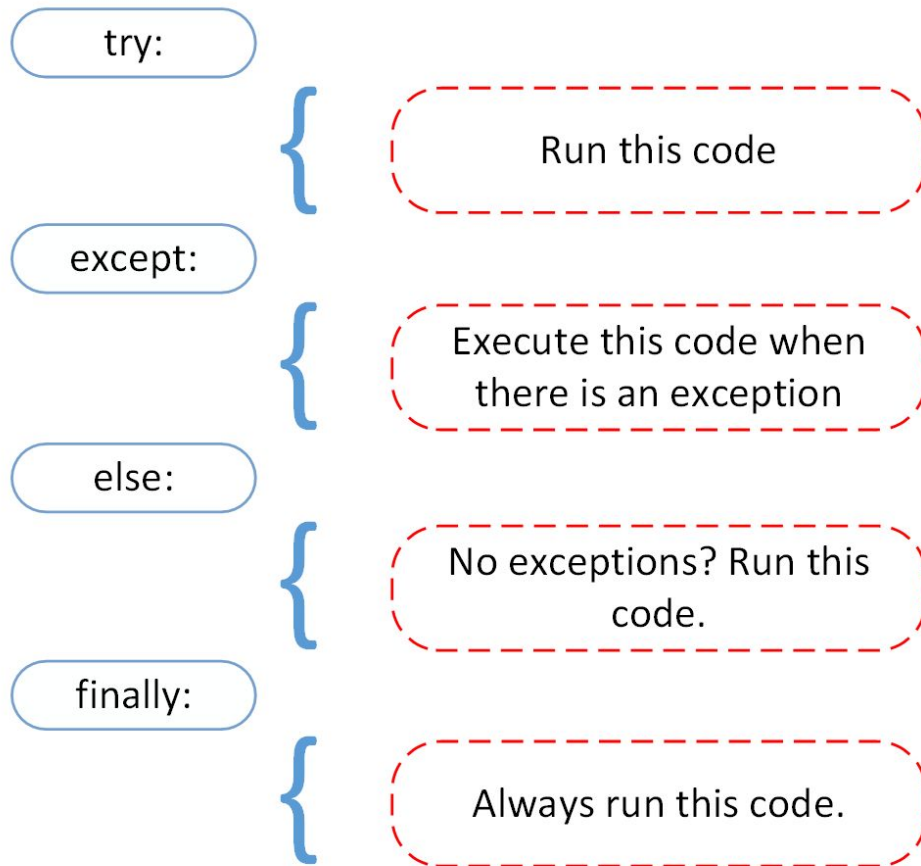 try:
Run this code
except:
Execute this code when
there is an exception
else:
No exceptions? Run this
code.
finally:
Always run this code.